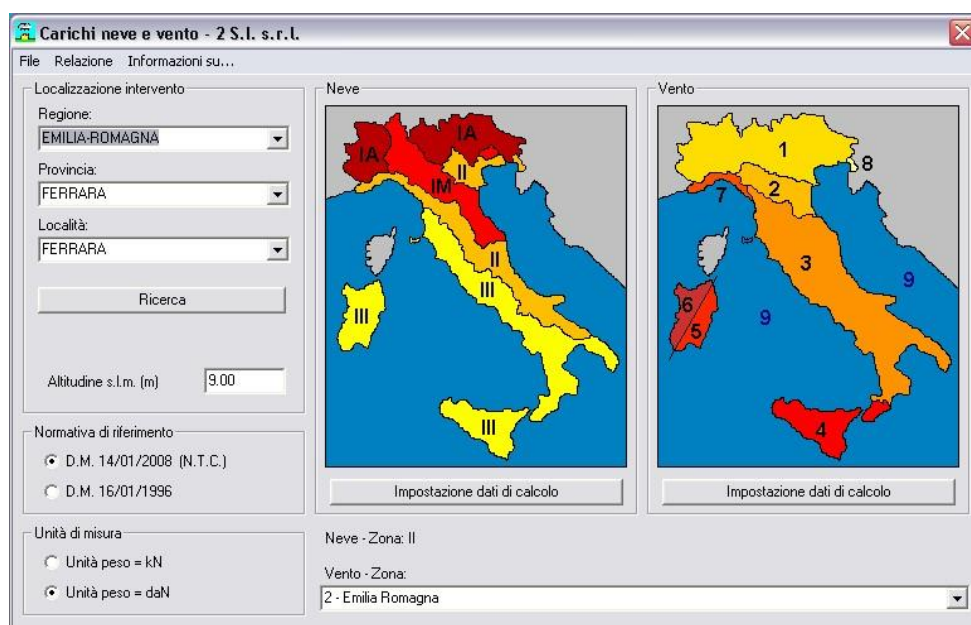 Carichi neve e vento - 2 S.I. s.r.l.
File Relazione Informazioni su...
Localizzazione intervento
Regione:
EMILIA-ROMAGNA
Provincia:
FERRARA
Località:
FERRARA
Ricerca
Altitudine s.l.m. (m) 9.00
Normativa di riferimento
D.M. 14/01/2008 (N.T.C.)
D.M. 16/01/1996
Unità di misura
Unità peso = kN
Unità peso = daN
Neve
IA
IA
II
IM
II
III
III
III
Impostazione dati di calcolo
Vento
1
8
2
7
3
9
6
9
5
4
Impostazione dati di calcolo
Neve - Zona: II
Vento - Zona:
2 - Emilia Romagna